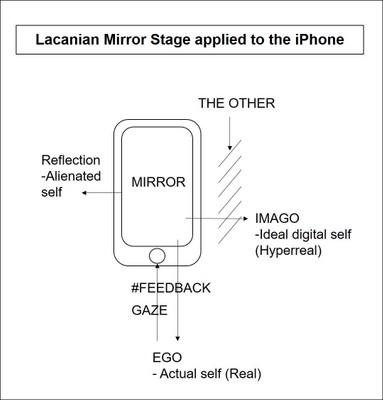 Lacanian Mirror Stage applied to the iPhone
THE OTHER
Reflection
-Alienated
self
MIRROR
IMAGO
-Ideal digital self
(Hyperreal)
#FEEDBACK
GAZE
EGO
- Actual self (Real)